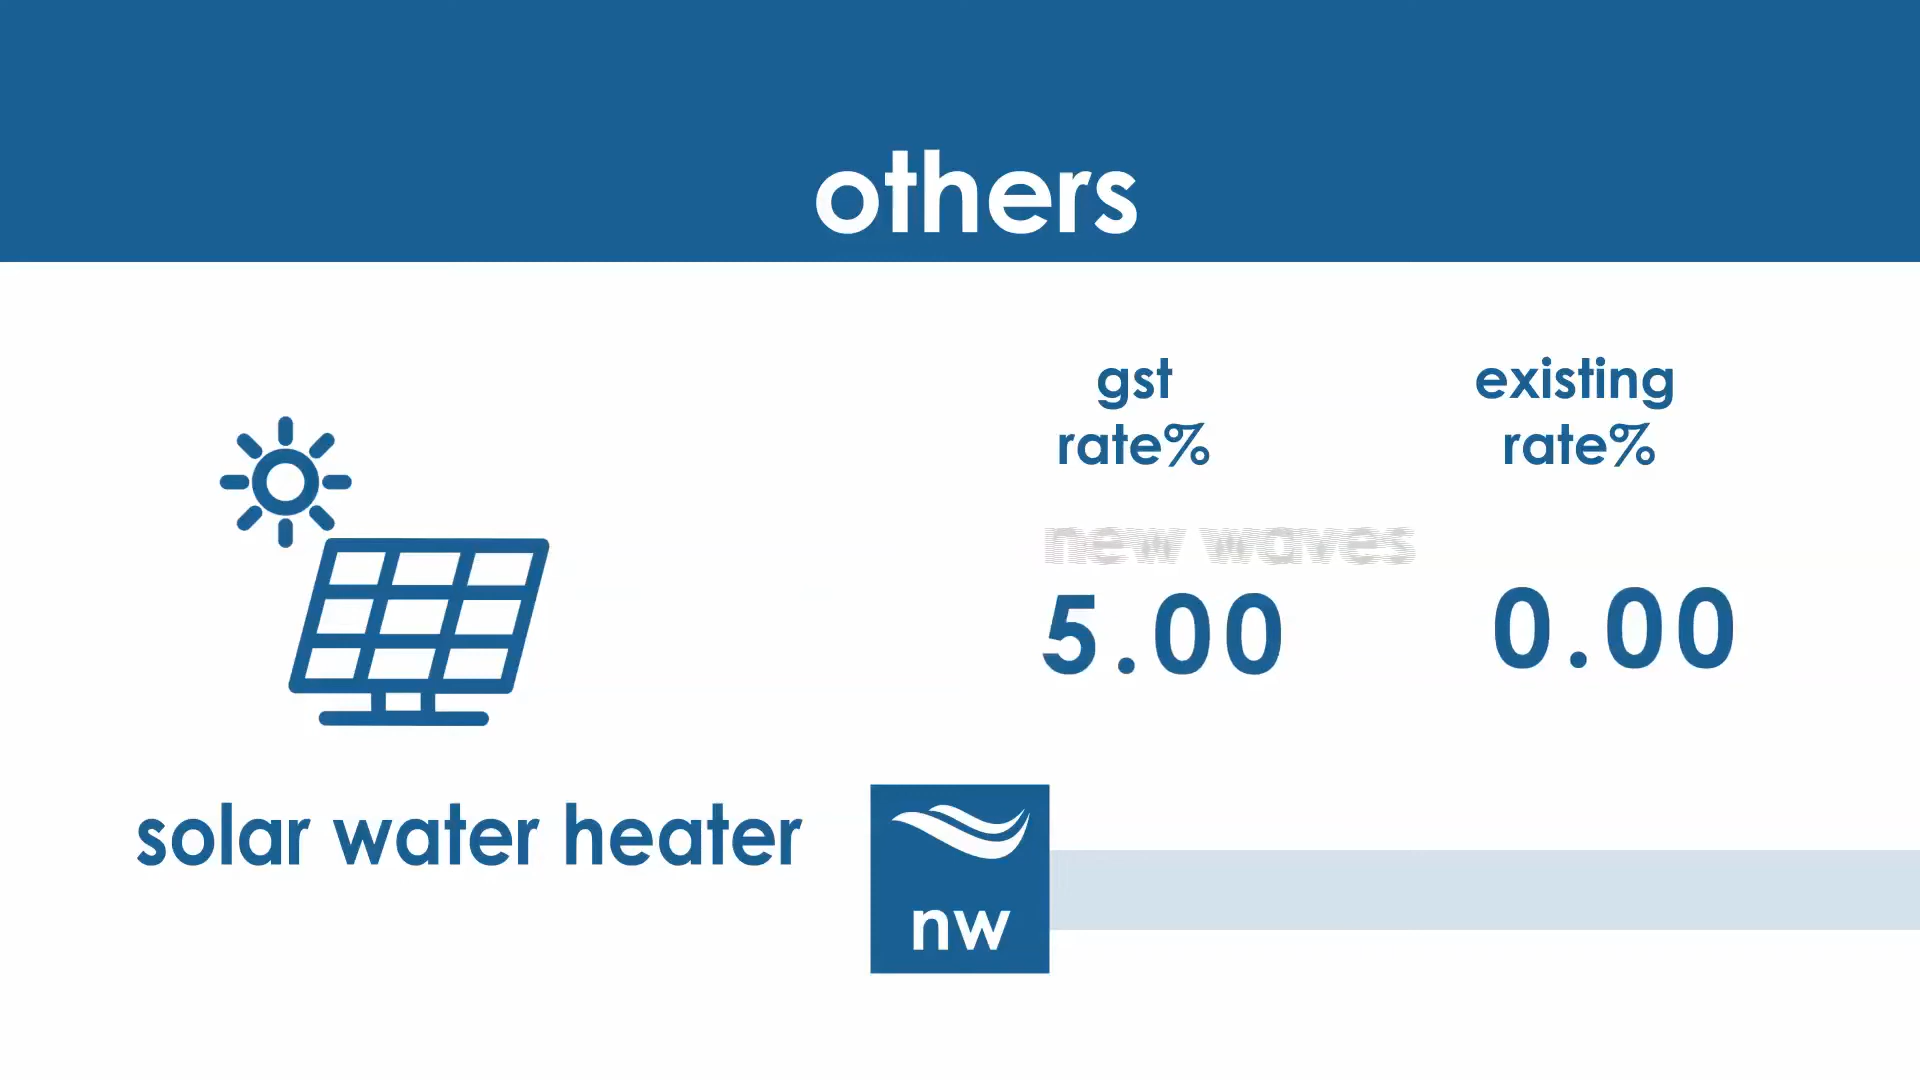 others
gst
rate%
existing
rate%
new waves
5.00
0.00
solar water heater
nw